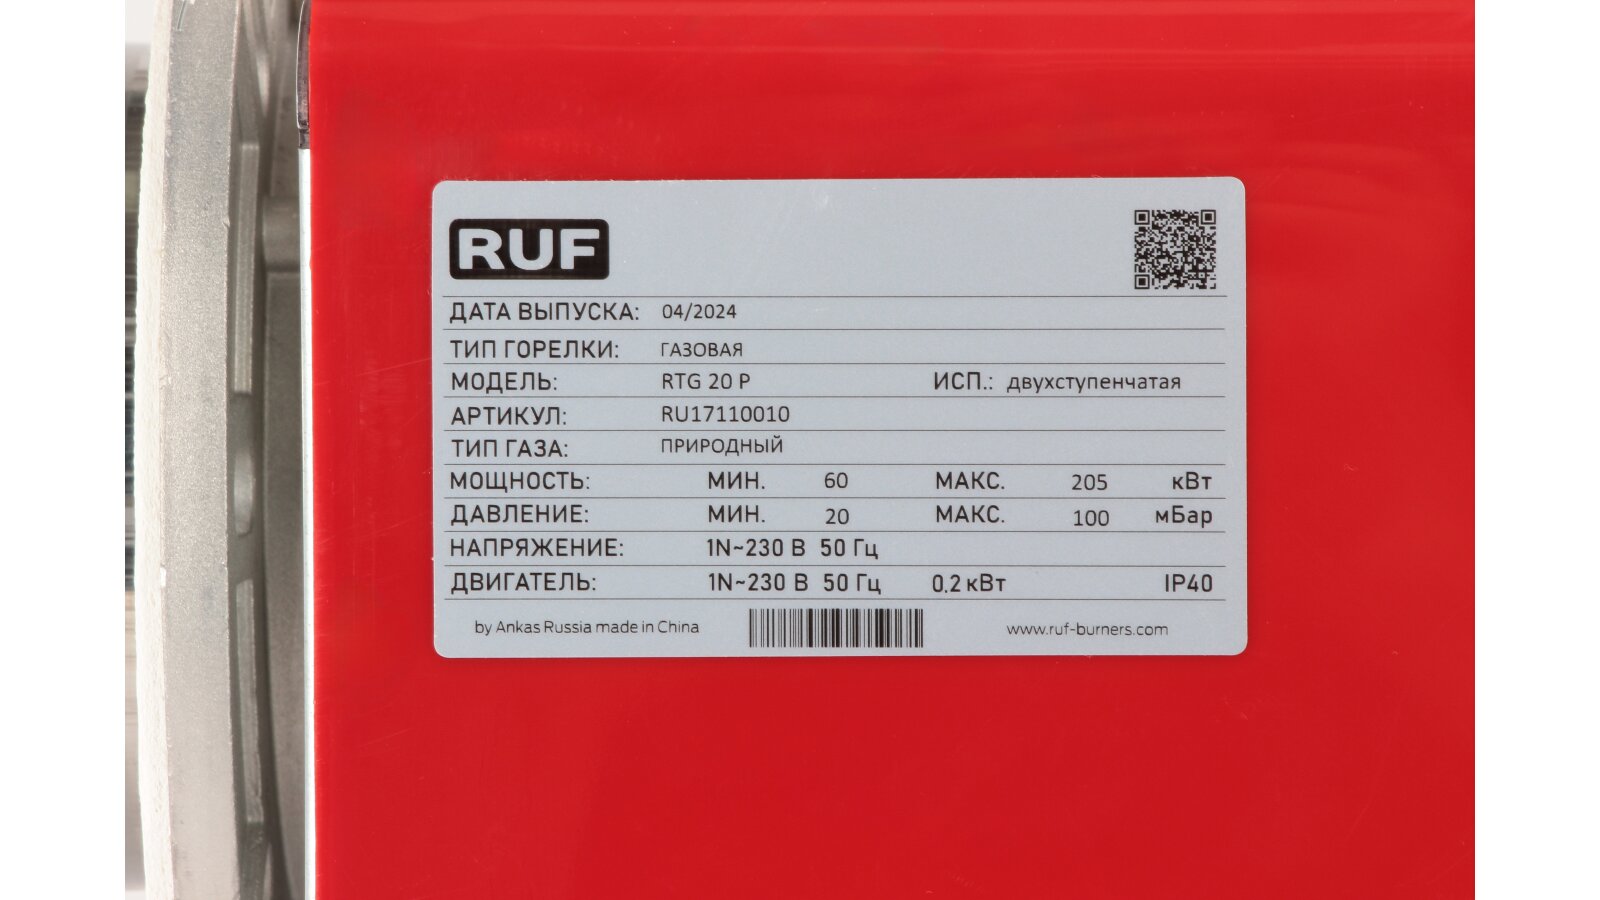 RUF
ДАТА ВЫПУСКА: 04/2024
ТИП ГОРЕЛКИ: ГАЗОВАЯ
МОДЕЛЬ: RTG 20 P ИСП.: двухступенчатая
АРТИКУЛ: RU17110010
ТИП ГАЗА: ПРИРОДНЫЙ
МОЩНОСТЬ: МИН. 60 МАКС. 205 кВт
ДАВЛЕНИЕ: МИН. 20 МАКС. 100 мБар
НАПРЯЖЕНИЕ: 1N~230 В 50 Гц
ДВИГАТЕЛЬ: 1N~230 В 50 Гц 0.2 кВт IP40
by Ankas Russia made in China www.ruf-burners.com